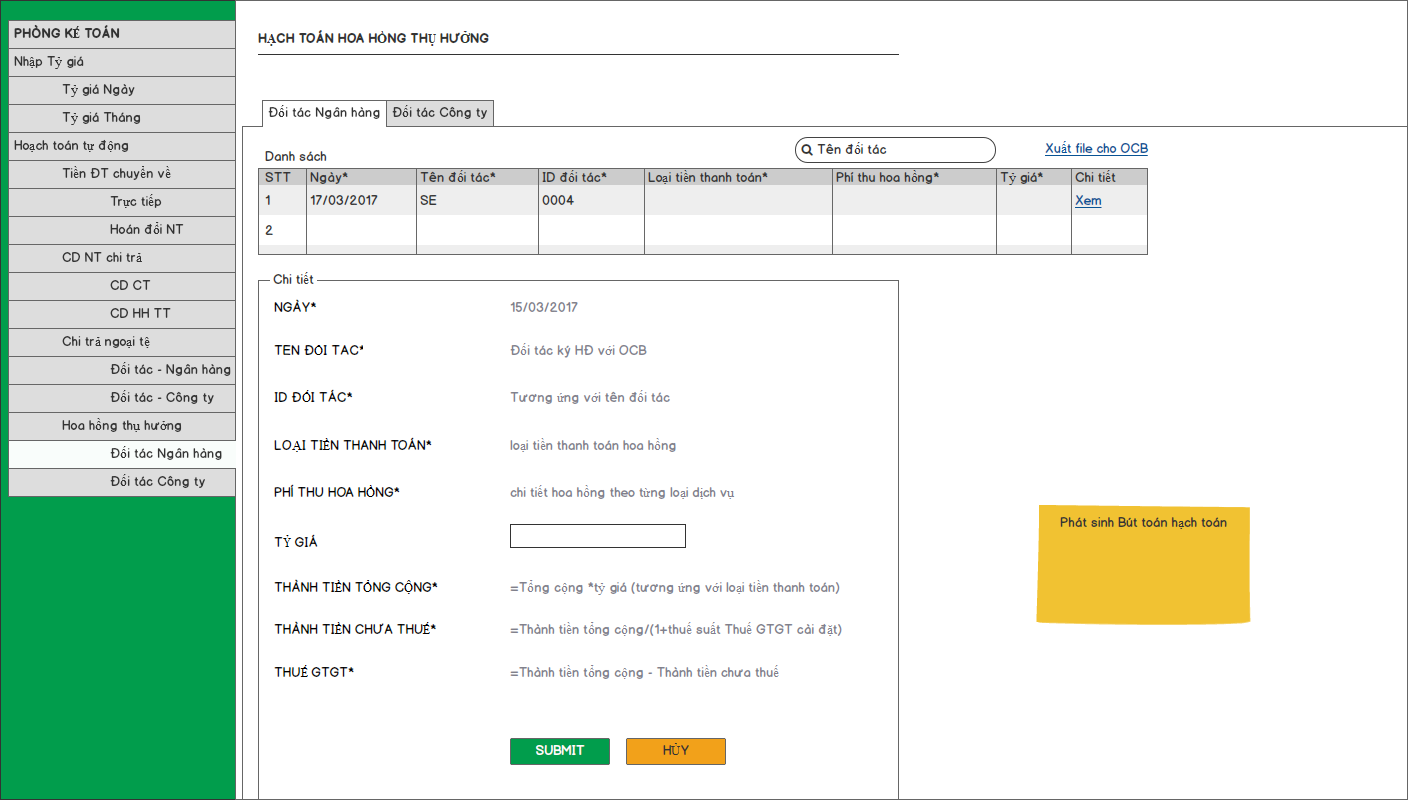 PHÒNG KẾ TOÁN
Nhập Tỷ giá
Tỷ giá Ngày
Tỷ giá Tháng
Hoạch toán tự động
Tiền ĐT chuyển về
Trực tiếp
Hoán đổi NT
CD NT chi trả
CD CT
CD HH TT
Chi trả ngoại tệ
Đối tác - Ngân hàng
Đối tác - Công ty
Hoa hồng thụ hưởng
Đối tác Ngân hàng
Đối tác Công ty
HẠCH TOÁN HOA HỒNG THỤ HƯỞNG
Đối tác Ngân hàng Đối tác Công ty
Danh sách Tên đối tác Xuất file cho OCB
STT Ngày* Tên đối tác* ID đối tác* Loại tiền thanh toán* Phí thu hoa hồng* Tỷ giá* Chi tiết
1 17/03/2017 SE 0004 Xem
2
Chi tiết
NGÀY* 15/03/2017
TÊN ĐỐI TÁC* Đối tác ký HĐ với OCB
ID ĐỐI TÁC* Tương ứng với tên đối tác
LOẠI TIỀN THANH TOÁN* loại tiền thanh toán hoa hồng
PHÍ THU HOA HỒNG* chi tiết hoa hồng theo từng loại dịch vụ
TỶ GIÁ
THÀNH TIỀN TỔNG CỘNG* =Tổng cộng *tỷ giá (tương ứng với loại tiền thanh toán)
THÀNH TIỀN CHƯA THUẾ* =Thành tiền tổng cộng/(1+thuế suất Thuế GTGT cài đặt)
THUẾ GTGT* =Thành tiền tổng cộng - Thành tiền chưa thuế
SUBMIT HỦY
Phát sinh Bút toán hạch toán